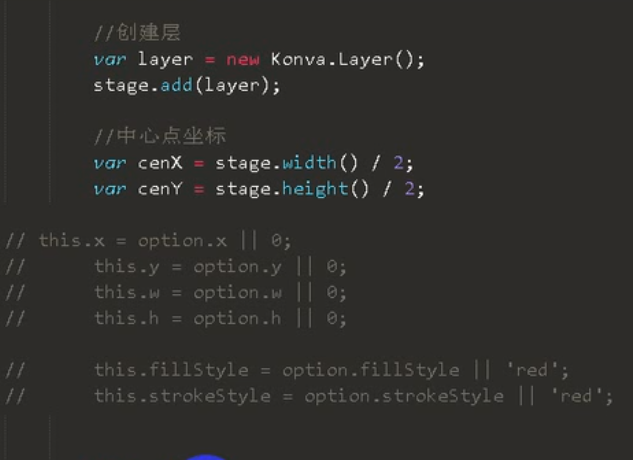 //创建层
var layer = new Konva.Layer();
stage.add(layer);
//中心点坐标
var cenX = stage.width() / 2;
var cenY = stage.height() / 2;
// this.x = option.x || 0;
// this.y = option.y || 0;
// this.w = option.w || 0;
// this.h = option.h || 0;
// this.fillStyle = option.fillStyle || 'red';
// this.strokeStyle = option.strokeStyle || 'red';